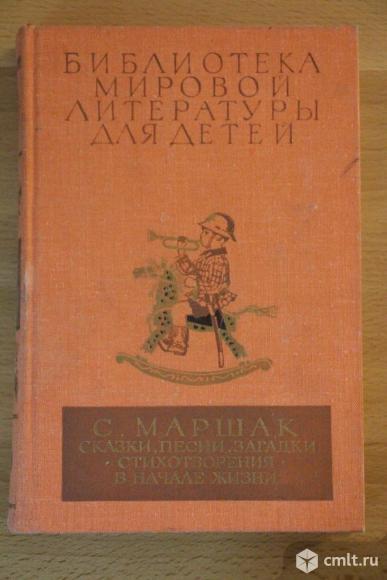 БИБЛИОТЕКА
МИРОВОЙ
ЛИТЕРАТУРЫ
ДЛЯ ДЕТЕЙ
С. МАРШАК
СКАЗКИ, ПЕСНИ, ЗАГАДКИ
• СТИХОТВОРЕНИЯ •
В НАЧАЛЕ ЖИЗНИ
cmlt.ru